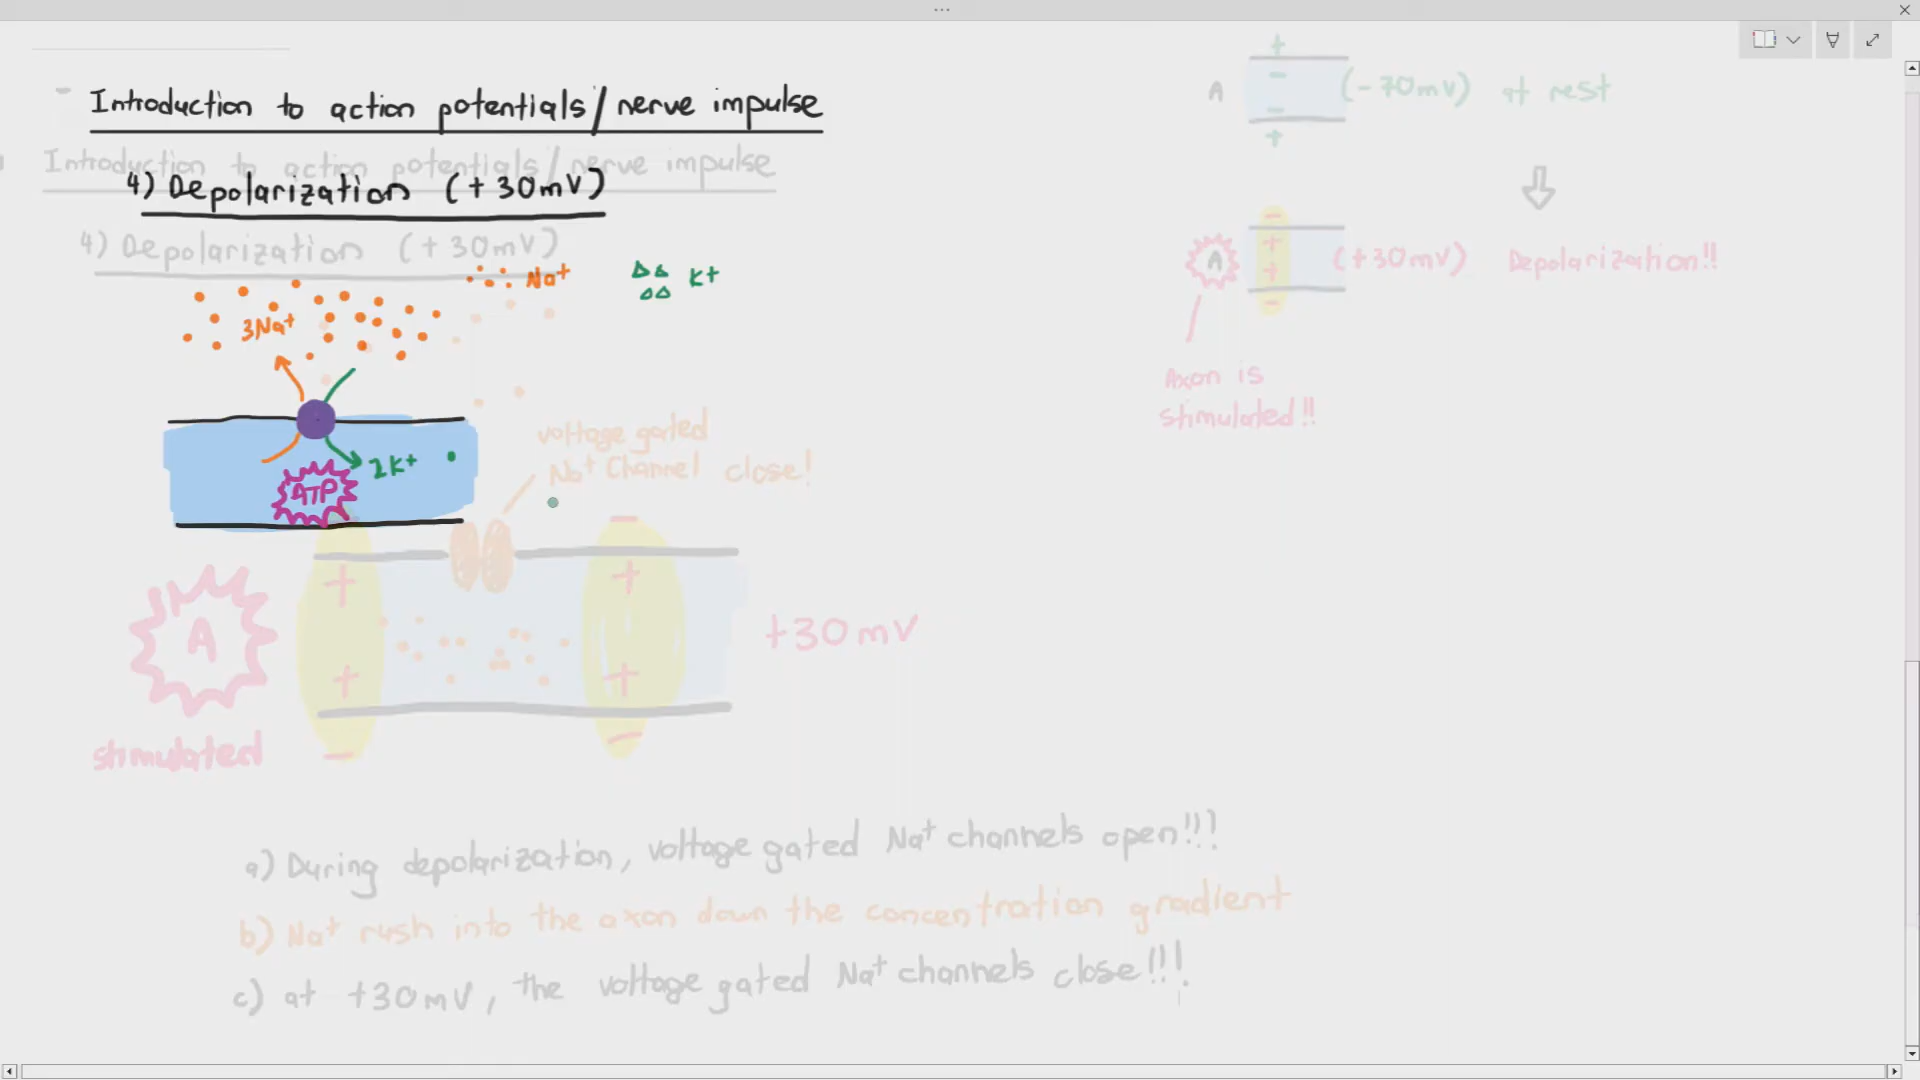 Introduction to action potentials/nerve impulse
Introduction to action potentials/nerve impulse
4) Depolarization (+30mV)
4) Depolarization (+30mV)
Na+
K+
3Na+
2K+
ATP
voltage gated
Na+ Channel close!
A
stimulated
+
+
-
-
+
+
-
+30mV
a) During depolarization, voltage gated Na+ channels open!!!
b) Na+ rush into the axon down the concentration gradient
c) at +30mV, the voltage gated Na+ channels close!!!
+
-
A
(-70mV) at rest
-
+
-
+
A
(+30mV) Depolarization!!
+
-
Axon is
stimulated!!